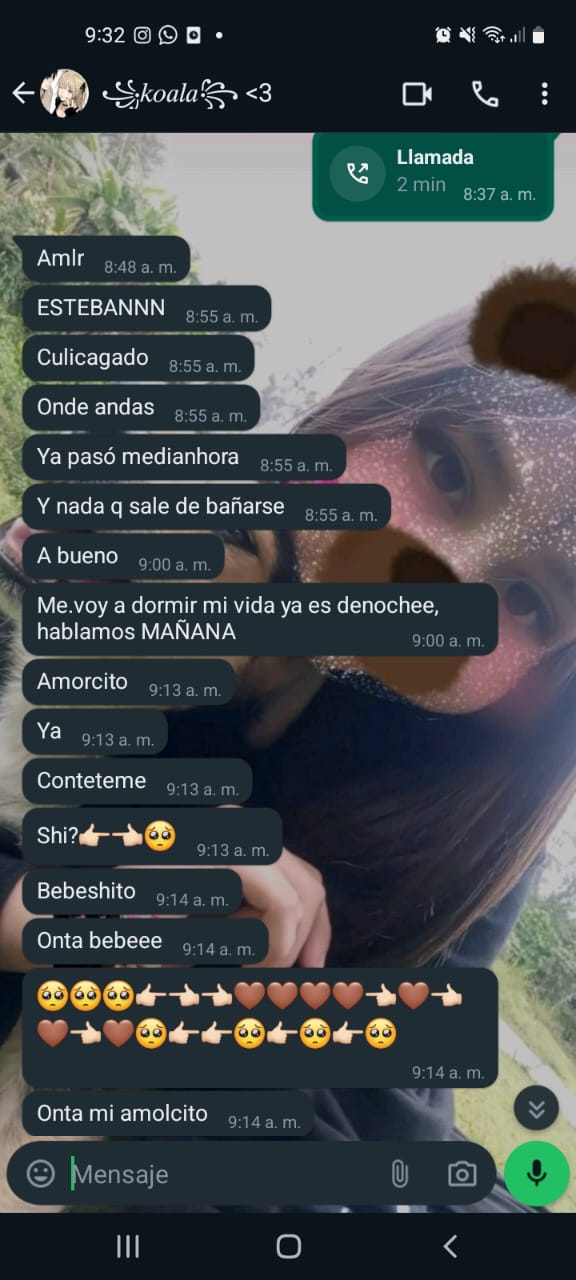 9:32
꧁koala꧂ <3
Llamada
2 min 8:37 a. m.
Amlr 8:48 a. m.
ESTEBANNN 8:55 a. m.
Culicagado 8:55 a. m.
Onde andas 8:55 a. m.
Ya pasó medianhora 8:55 a. m.
Y nada q sale de bañarse 8:55 a. m.
A bueno 9:00 a. m.
Me.voy a dormir mi vida ya es denochee,
hablamos MAÑANA 9:00 a. m.
Amorcito 9:13 a. m.
Ya 9:13 a. m.
Conteteme 9:13 a. m.
Shi?👉🏻👈🏻🥺 9:13 a. m.
Bebeshito 9:14 a. m.
Onta bebeee 9:14 a. m.
🥺🥺🥺👉🏻👈🏻👈🏻🤎🤎🤎🤎👈🏻🤎👈🏻
🤎👈🏻🤎🥺👉🏻👉🏻🥺👉🏻🥺👉🏻🥺
9:14 a. m.
Onta mi amolcito 9:14 a. m.
Mensaje